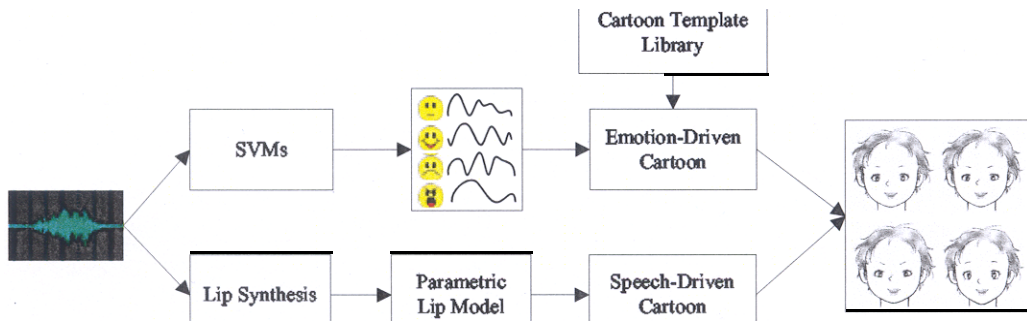 Cartoon Template
Library
SVMs
Emotion-Driven
Cartoon
Lip Synthesis
Parametric
Lip Model
Speech-Driven
Cartoon